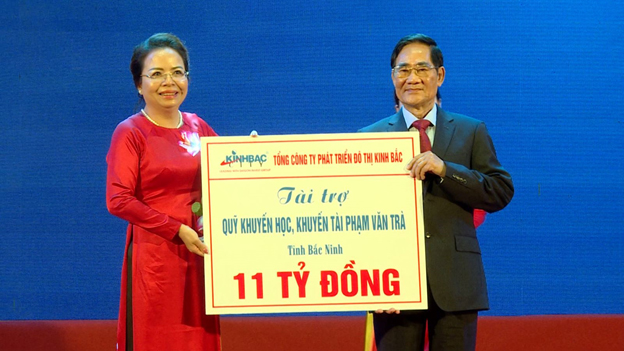 KINHBAC TỔNG CÔNG TY PHÁT TRIỂN ĐÔ THỊ KINH BẮC
Tài trợ
QUỸ KHUYẾN HỌC, KHUYẾN TÀI PHẠM VĂN TRÀ
Tỉnh Bắc Ninh
11 TỶ ĐỒNG